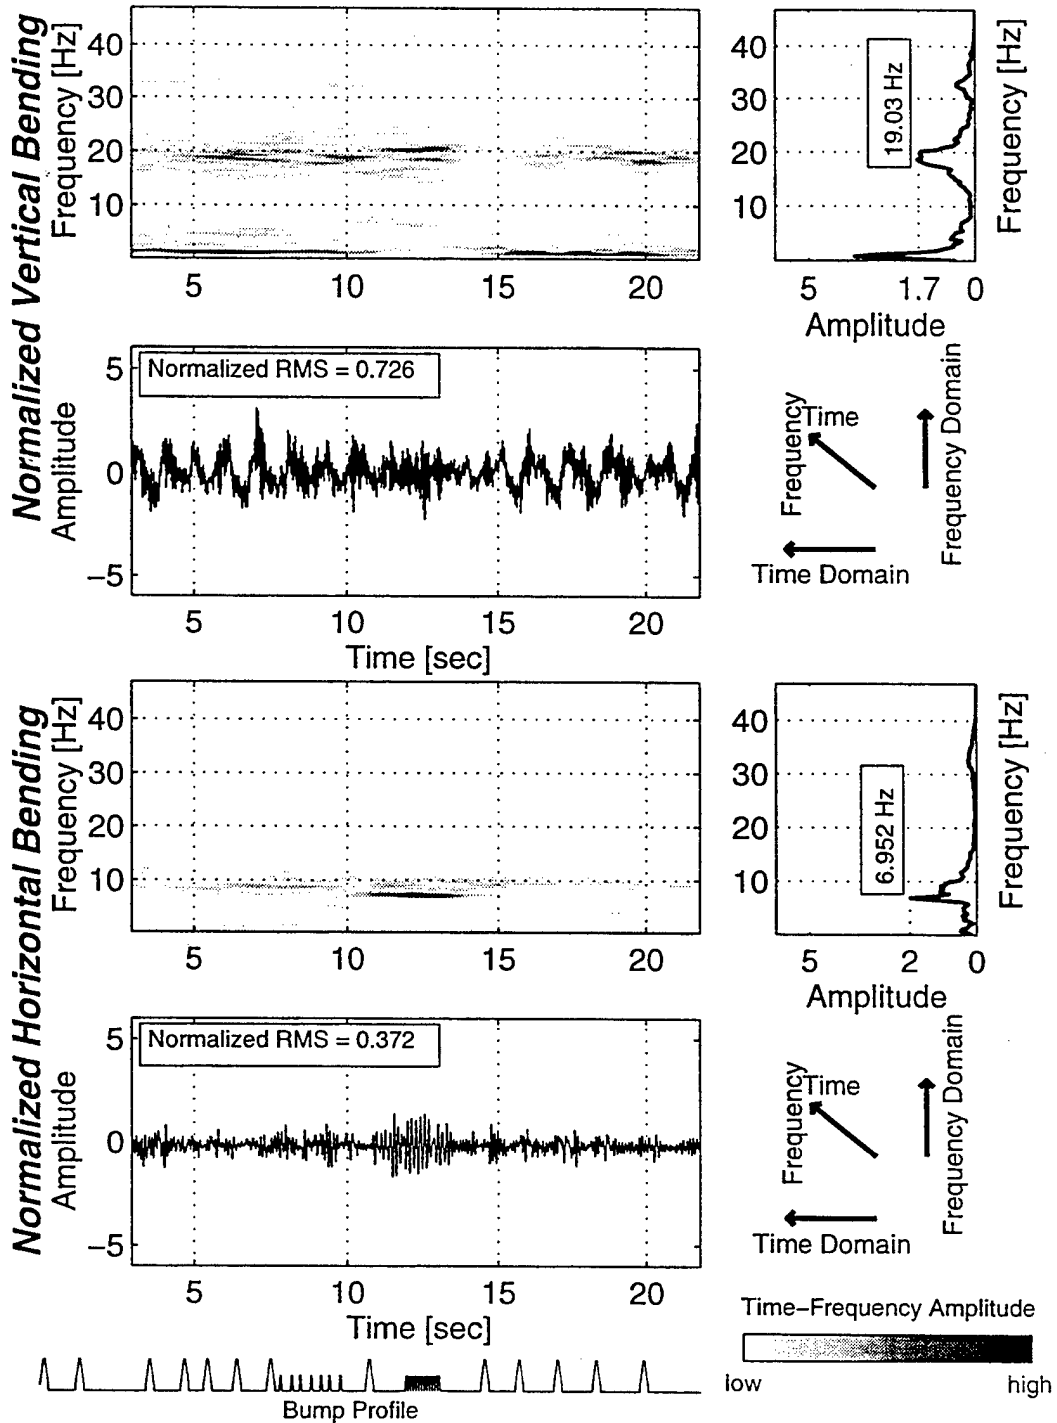 Normalized Vertical Bending
Frequency [Hz]
40
30
20
10
5
10
15
20
19.03 Hz
40
30
20
10
Frequency [Hz]
5
1.7
0
Amplitude
Normalized RMS = 0.726
Amplitude
5
0
−5
5
10
15
20
Time [sec]
Frequency
Time
Frequency Domain
Time Domain
Normalized Horizontal Bending
Frequency [Hz]
40
30
20
10
5
10
15
20
6.952 Hz
40
30
20
10
Frequency [Hz]
5
2
0
Amplitude
Normalized RMS = 0.372
Amplitude
5
0
−5
5
10
15
20
Time [sec]
Frequency
Time
Frequency Domain
Time Domain
Time−Frequency Amplitude
low
high
Bump Profile